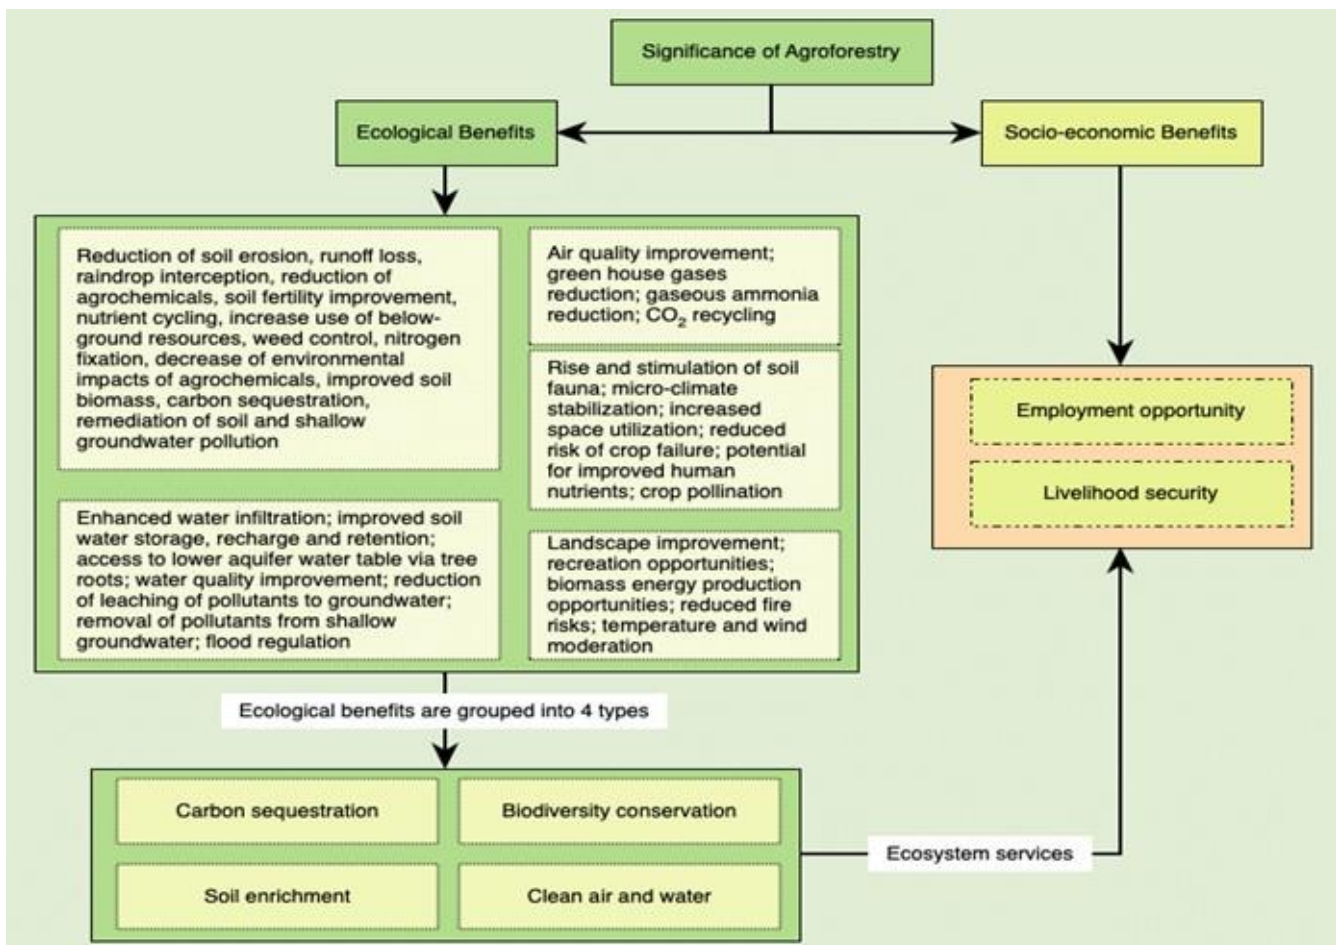 Significance of Agroforestry
Ecological Benefits
Socio-economic Benefits
Reduction of soil erosion, runoff loss,
raindrop interception, reduction of
agrochemicals, soil fertility improvement,
nutrient cycling, increase use of below-
ground resources, weed control, nitrogen
fixation, decrease of environmental
impacts of agrochemicals, improved soil
biomass, carbon sequestration,
remediation of soil and shallow
groundwater pollution
Air quality improvement;
green house gases
reduction; gaseous ammonia
reduction; CO₂ recycling
Rise and stimulation of soil
fauna; micro-climate
stabilization; increased
space utilization; reduced
risk of crop failure; potential
for improved human
nutrients; crop pollination
Enhanced water infiltration; improved soil
water storage, recharge and retention;
access to lower aquifer water table via tree
roots; water quality improvement; reduction
of leaching of pollutants to groundwater;
removal of pollutants from shallow
groundwater; flood regulation
Landscape improvement;
recreation opportunities;
biomass energy production
opportunities; reduced fire
risks; temperature and wind
moderation
Employment opportunity
Livelihood security
Ecological benefits are grouped into 4 types
Carbon sequestration
Biodiversity conservation
Soil enrichment
Clean air and water
Ecosystem services